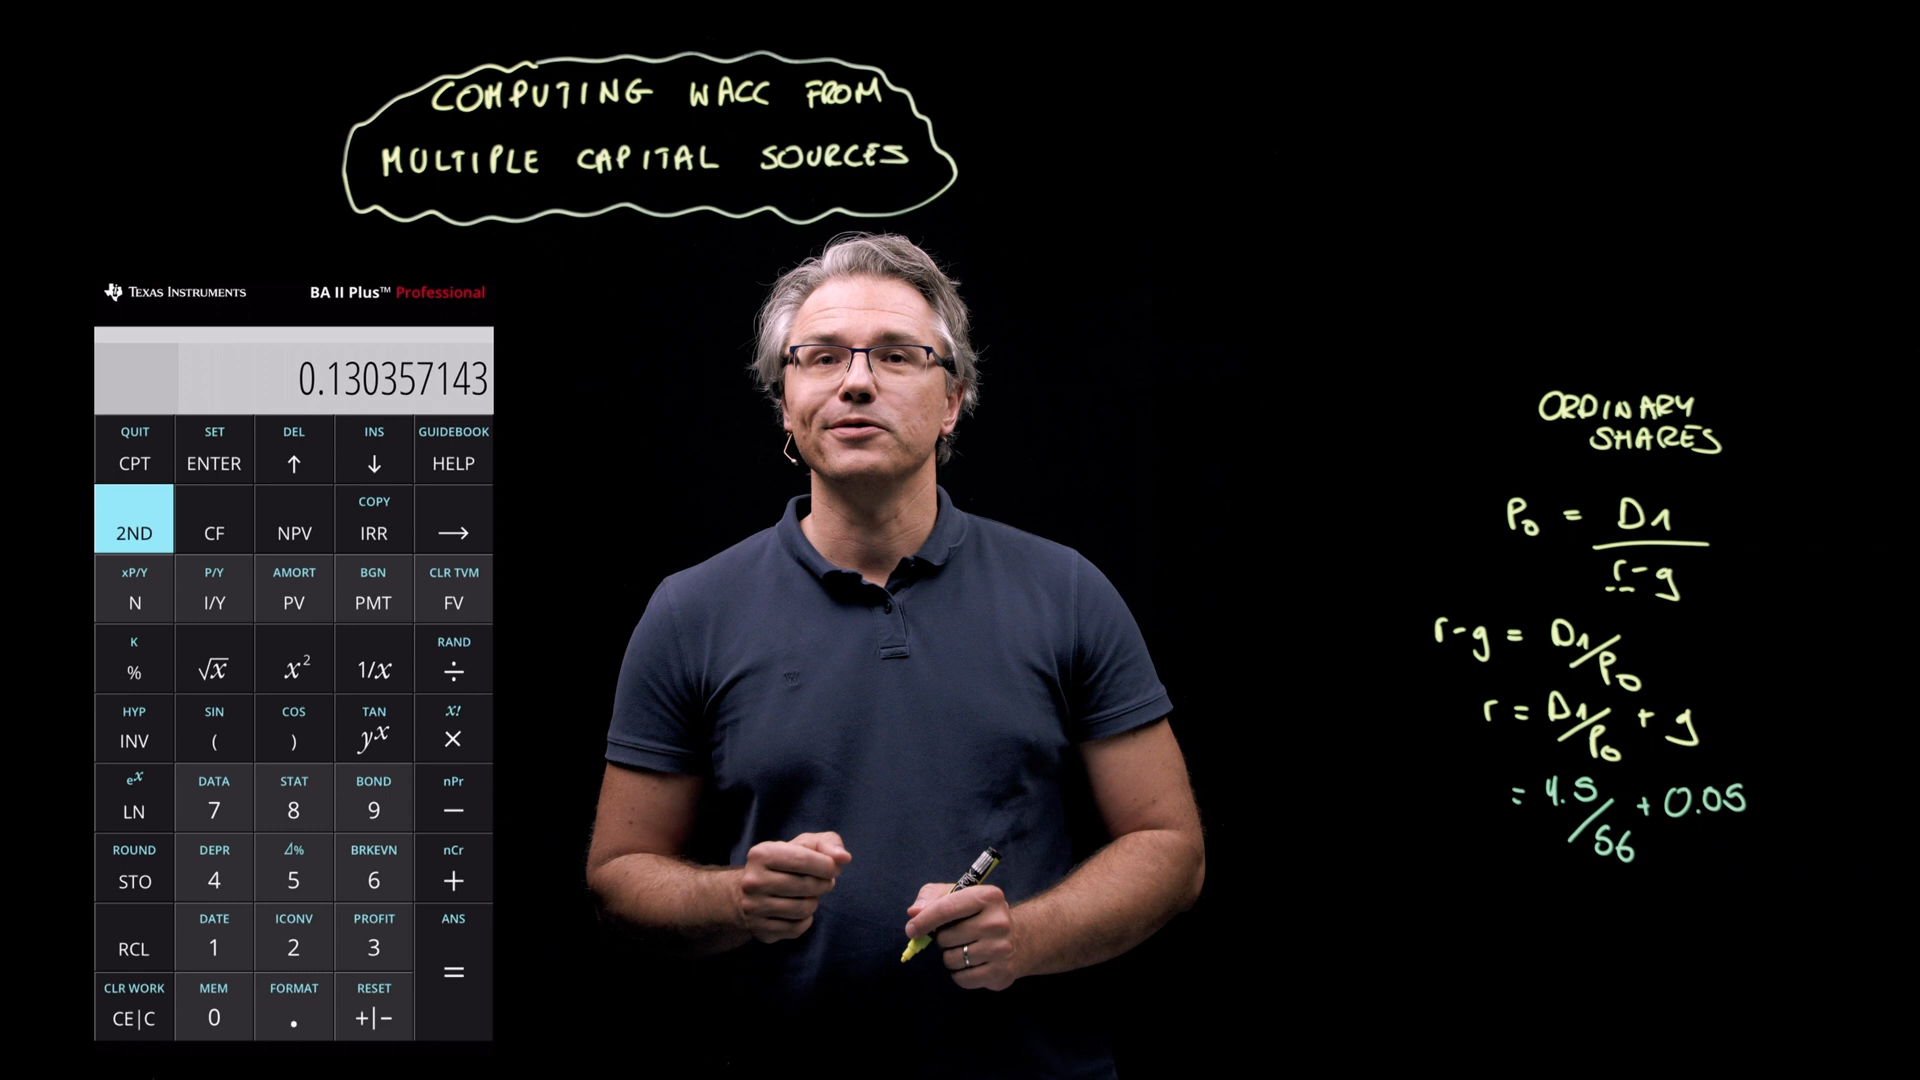 COMPUTING WACC FROM
MULTIPLE CAPITAL SOURCES
TEXAS INSTRUMENTS BA II Plus™ Professional
0.130357143
QUIT SET DEL INS GUIDEBOOK
CPT ENTER ↑ ↓ HELP
COPY
2ND CF NPV IRR →
xP/Y P/Y AMORT BGN CLR TVM
N I/Y PV PMT FV
K RAND
% √x x² 1/x ÷
HYP SIN COS TAN x!
INV ( ) yˣ ×
eˣ DATA STAT BOND nPr
LN 7 8 9 −
ROUND DEPR Δ% BRKEVN nCr
STO 4 5 6 +
DATE ICONV PROFIT ANS
RCL 1 2 3 =
CLR WORK MEM FORMAT RESET
CE|C 0 . +|−
ORDINARY
SHARES
P₀ = D1
r-g
r-g = D1/P₀
r = D1/P₀ + g
= 4.5/56 + 0.05